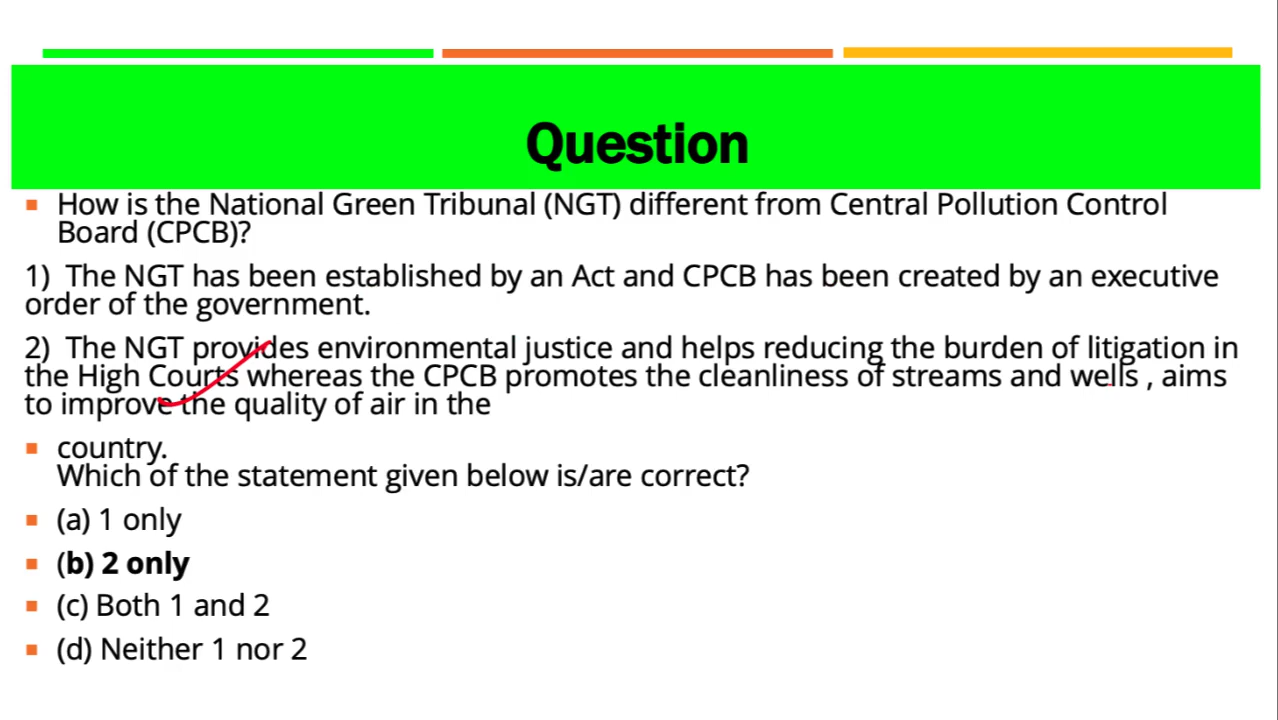 Question
How is the National Green Tribunal (NGT) different from Central Pollution Control
Board (CPCB)?
1) The NGT has been established by an Act and CPCB has been created by an executive
order of the government.
2) The NGT provides environmental justice and helps reducing the burden of litigation in
the High Courts whereas the CPCB promotes the cleanliness of streams and wells , aims
to improve the quality of air in the
country.
Which of the statement given below is/are correct?
(a) 1 only
(b) 2 only
(c) Both 1 and 2
(d) Neither 1 nor 2